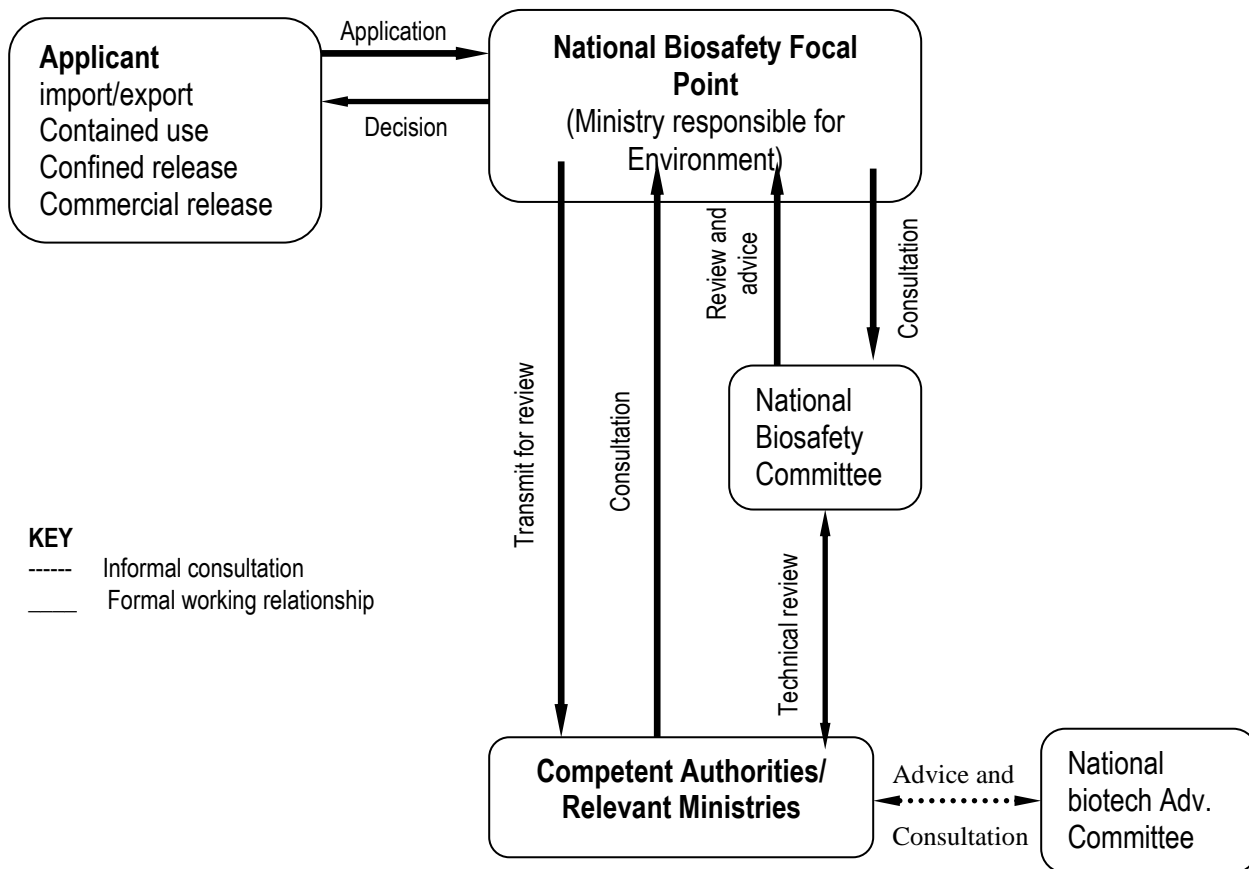 Applicant
import/export
Contained use
Confined release
Commercial release
Application
Decision
National Biosafety Focal
Point
(Ministry responsible for
Environment)
Transmit for review
Consultation
Review and
advice
Consultation
National
Biosafety
Committee
KEY
------ Informal consultation
____ Formal working relationship
Technical review
Competent Authorities/
Relevant Ministries
Advice and
Consultation
National
biotech Adv.
Committee